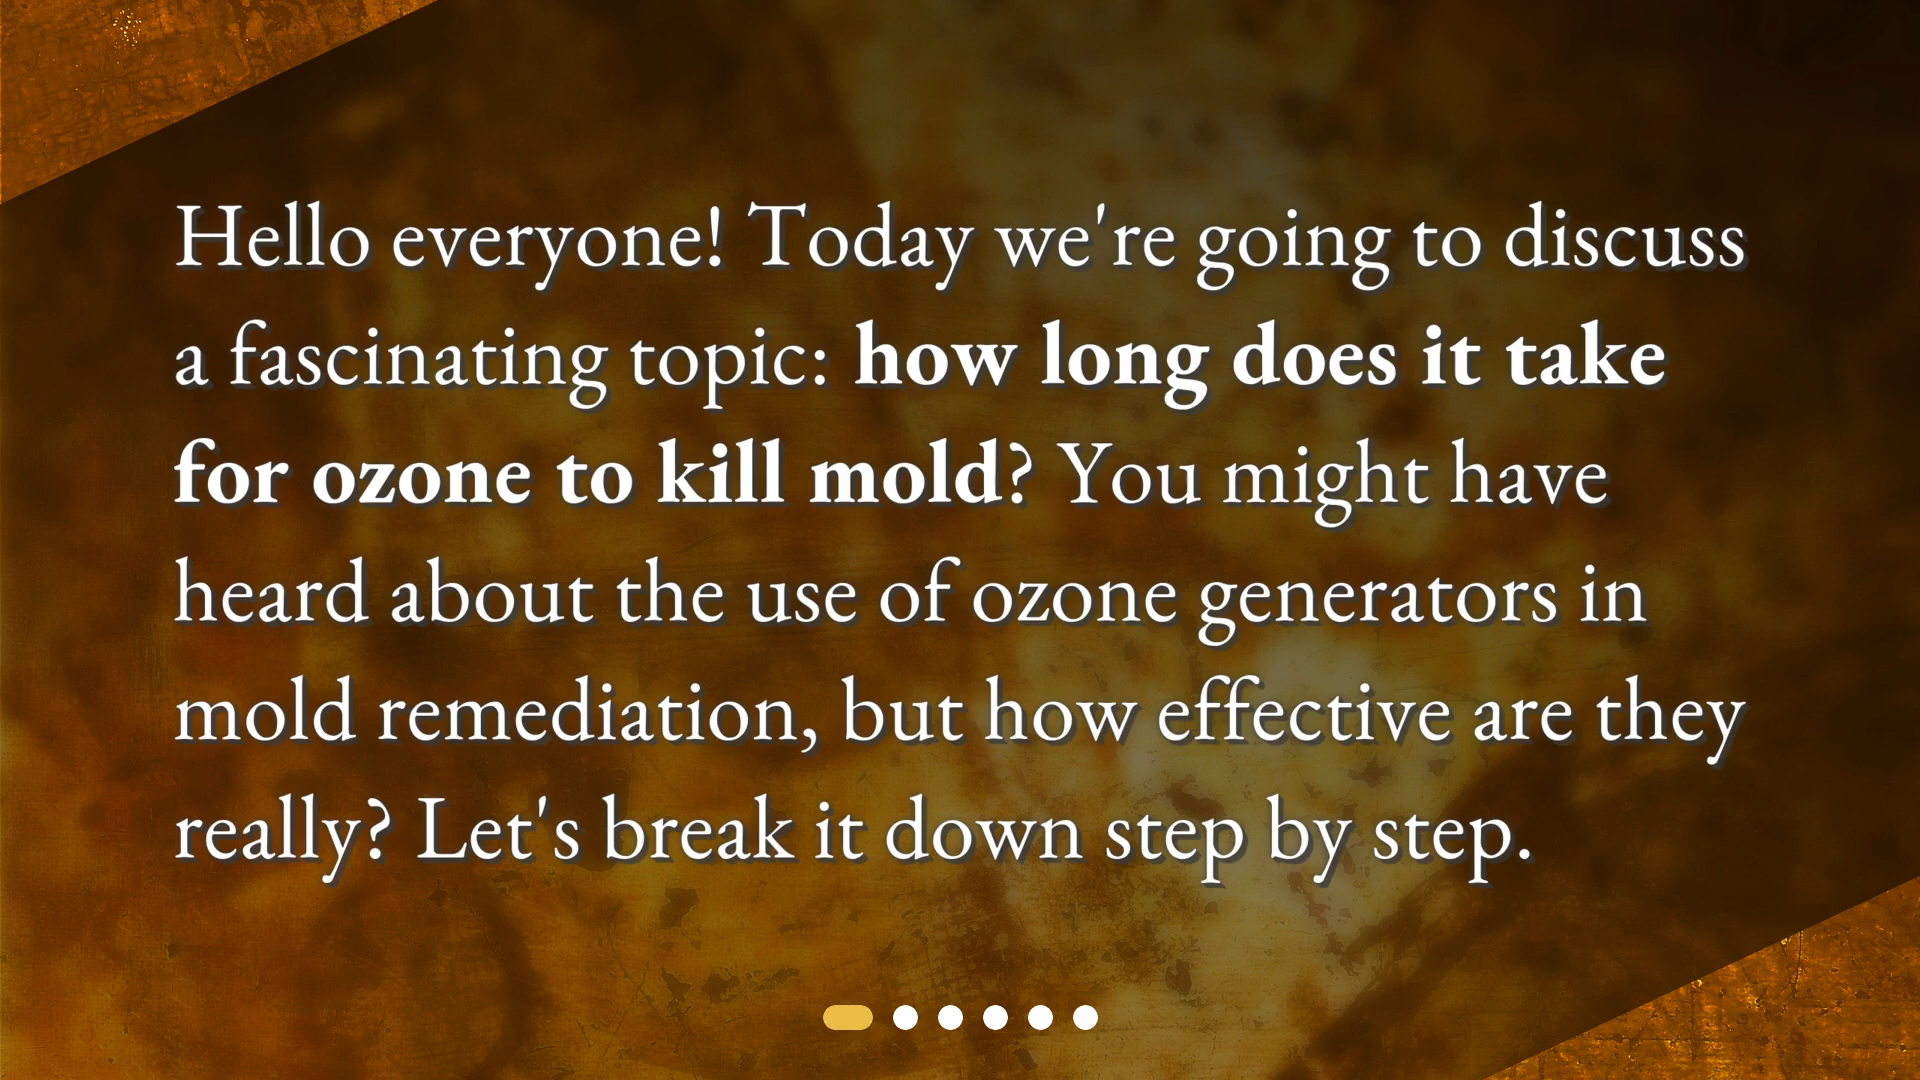 Hello everyone! Today we're going to discuss
a fascinating topic: how long does it take
for ozone to kill mold? You might have
heard about the use of ozone generators in
mold remediation, but how effective are they
really? Let's break it down step by step.